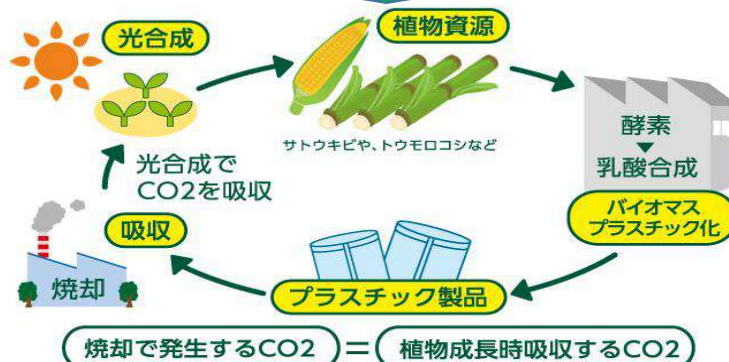 光合成
植物資源
サトウキビや、トウモロコシなど
酵素
乳酸合成
バイオマス
プラスチック化
プラスチック製品
焼却
吸収
光合成で
CO2を吸収
焼却で発生するCO2 = 植物成長時吸収するCO2